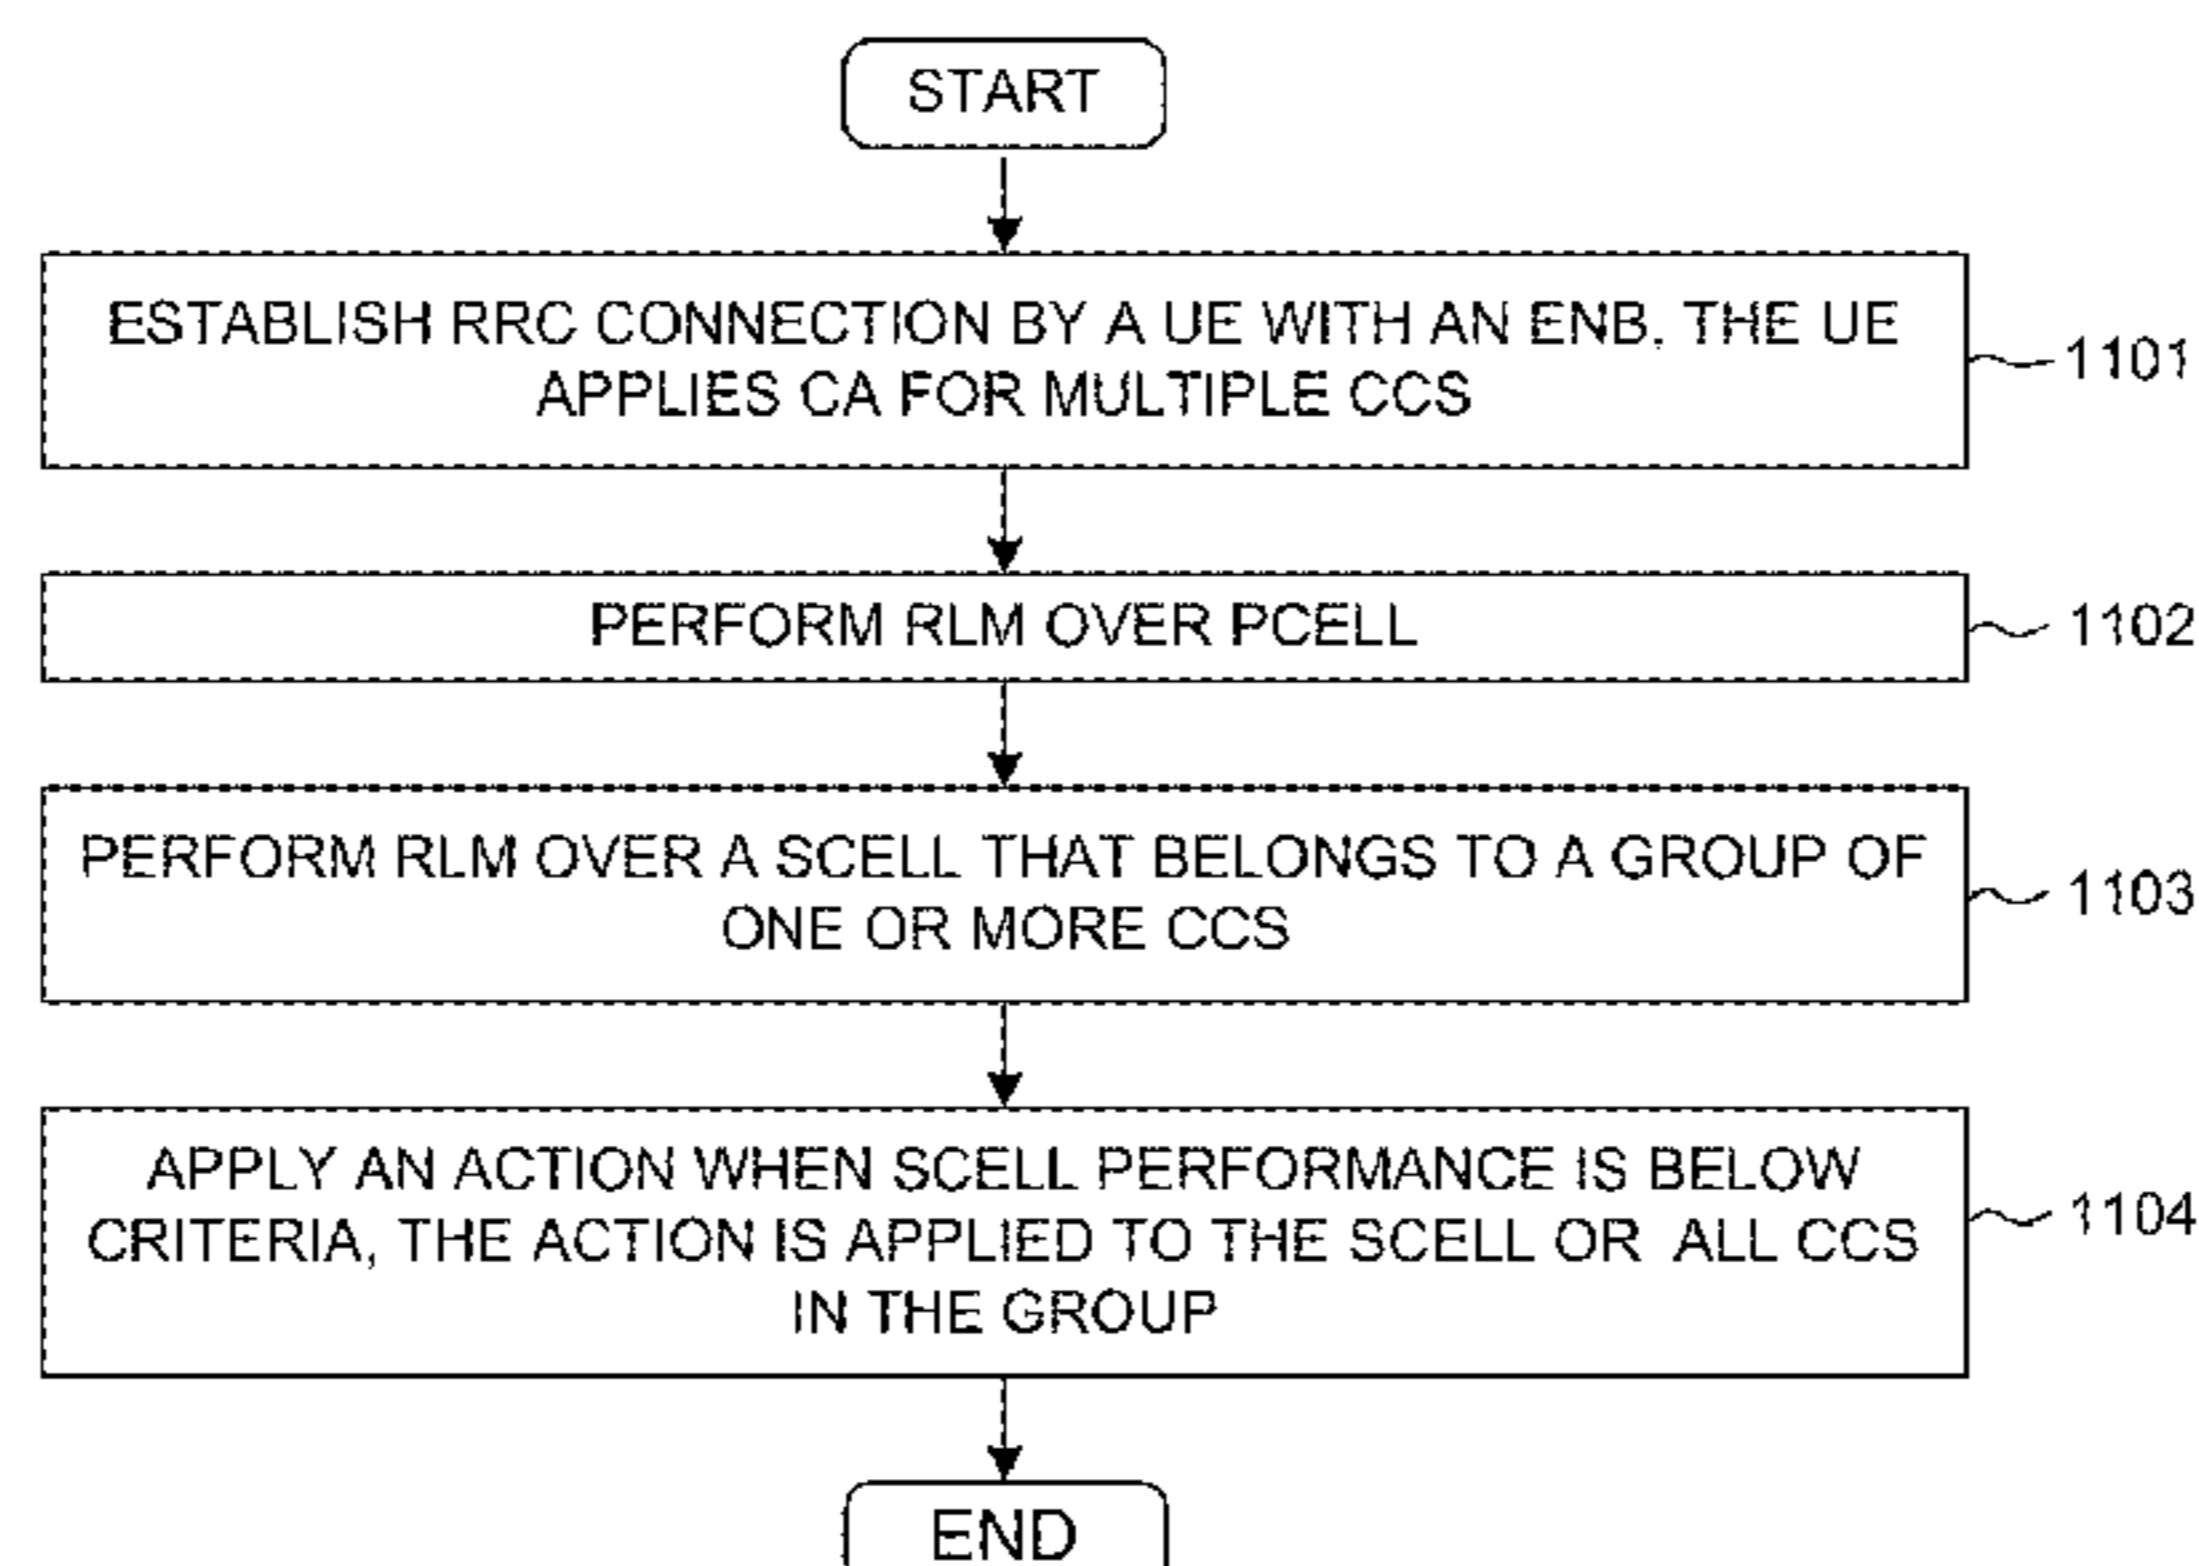 START
ESTABLISH RRC CONNECTION BY A UE WITH AN ENB, THE UE
APPLIES CA FOR MULTIPLE CCS
1101
PERFORM RLM OVER PCELL
1102
PERFORM RLM OVER A SCELL THAT BELONGS TO A GROUP OF
ONE OR MORE CCS
1103
APPLY AN ACTION WHEN SCELL PERFORMANCE IS BELOW
CRITERIA, THE ACTION IS APPLIED TO THE SCELL OR ALL CCS
IN THE GROUP
1104
END